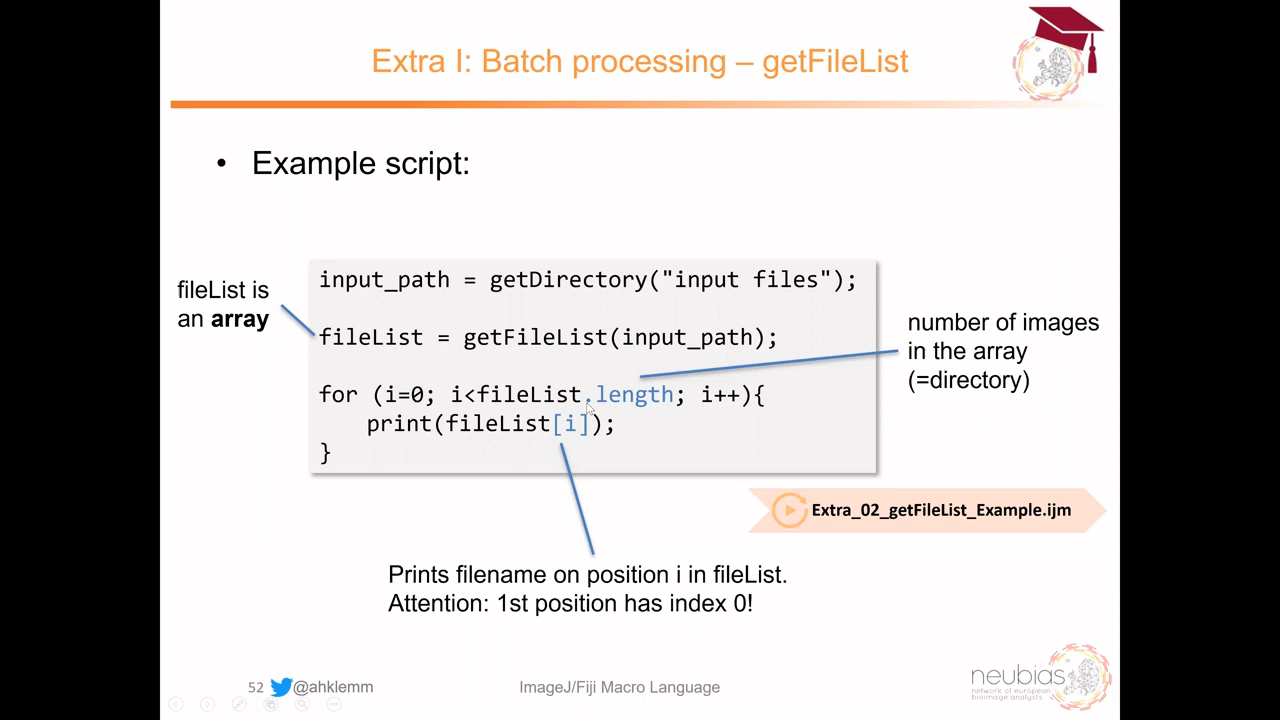 Extra I: Batch processing – getFileList
• Example script:
fileList is
an array
input_path = getDirectory("input files");
fileList = getFileList(input_path);
for (i=0; i<fileList.length; i++){
print(fileList[i]);
}
number of images
in the array
(=directory)
Extra_02_getFileList_Example.ijm
Prints filename on position i in fileList.
Attention: 1st position has index 0!
52 @ahklemm
ImageJ/Fiji Macro Language
neubias
network of european
bioimage analysts